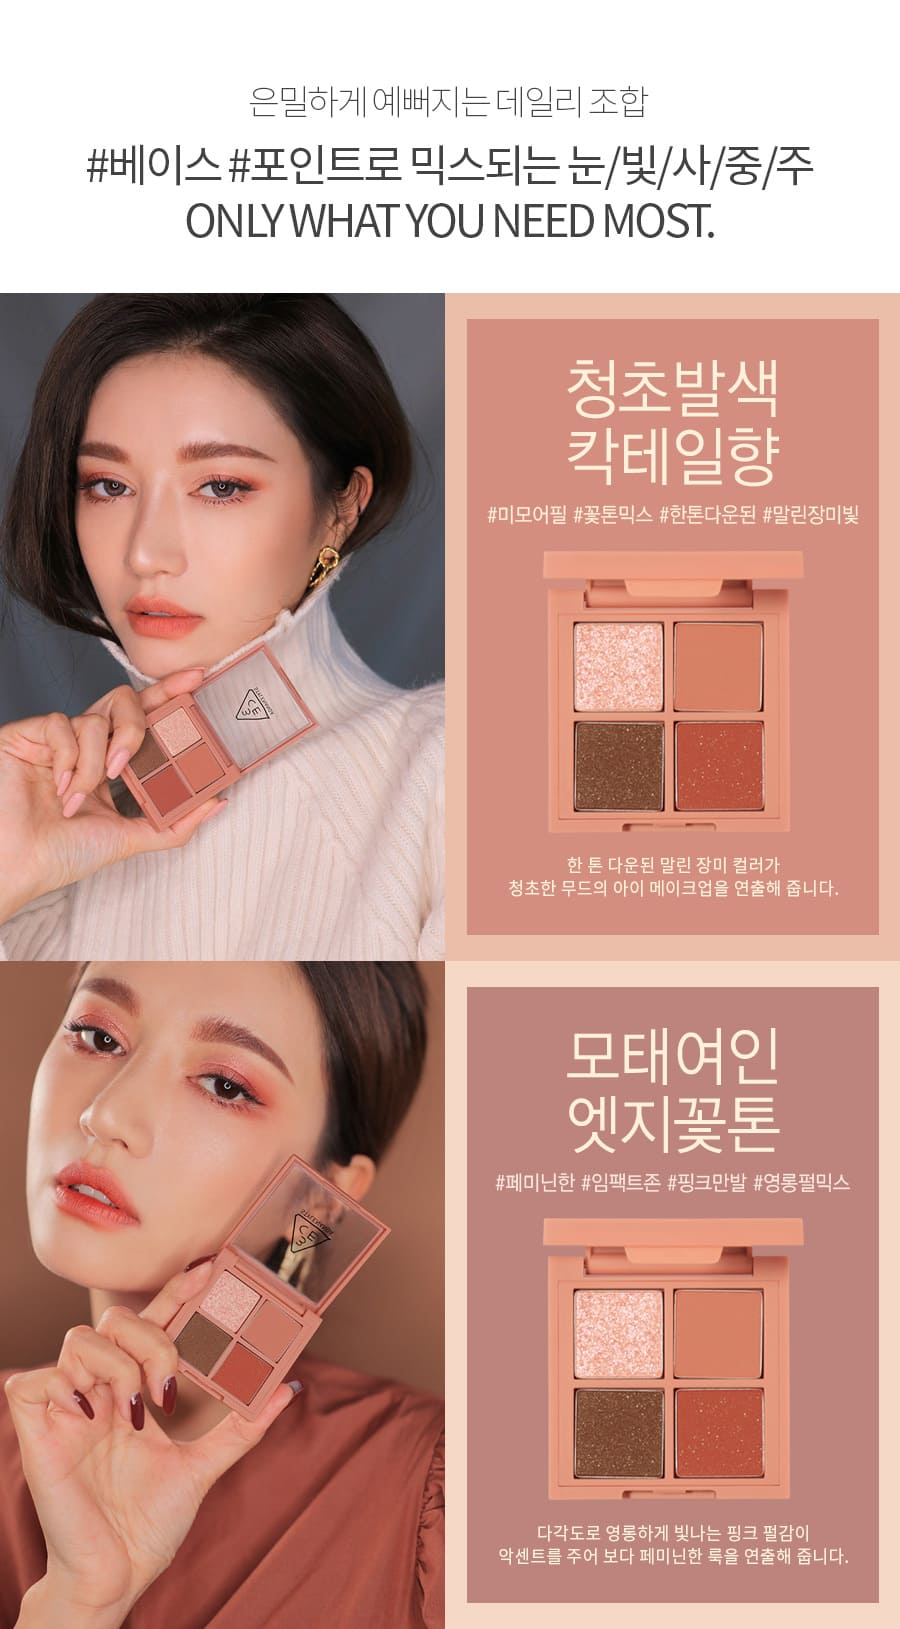 은밀하게 예뻐지는 데일리 조합
#베이스 #포인트로 믹스되는 눈/빛/사/중/주
ONLY WHAT YOU NEED MOST.
청초발색
칵테일향
#미모어필 #꽃톤믹스 #한톤다운된 #말린장미빛
3CE
STYLENANDA
한 톤 다운된 말린 장미 컬러가
청초한 무드의 아이 메이크업을 연출해 줍니다.
모태여인
엣지꽃톤
#페미닌한 #임팩트존 #핑크만발 #영롱펄믹스
3CE
STYLENANDA
다각도로 영롱하게 빛나는 핑크 펄감이
악센트를 주어 보다 페미닌한 룩을 연출해 줍니다.